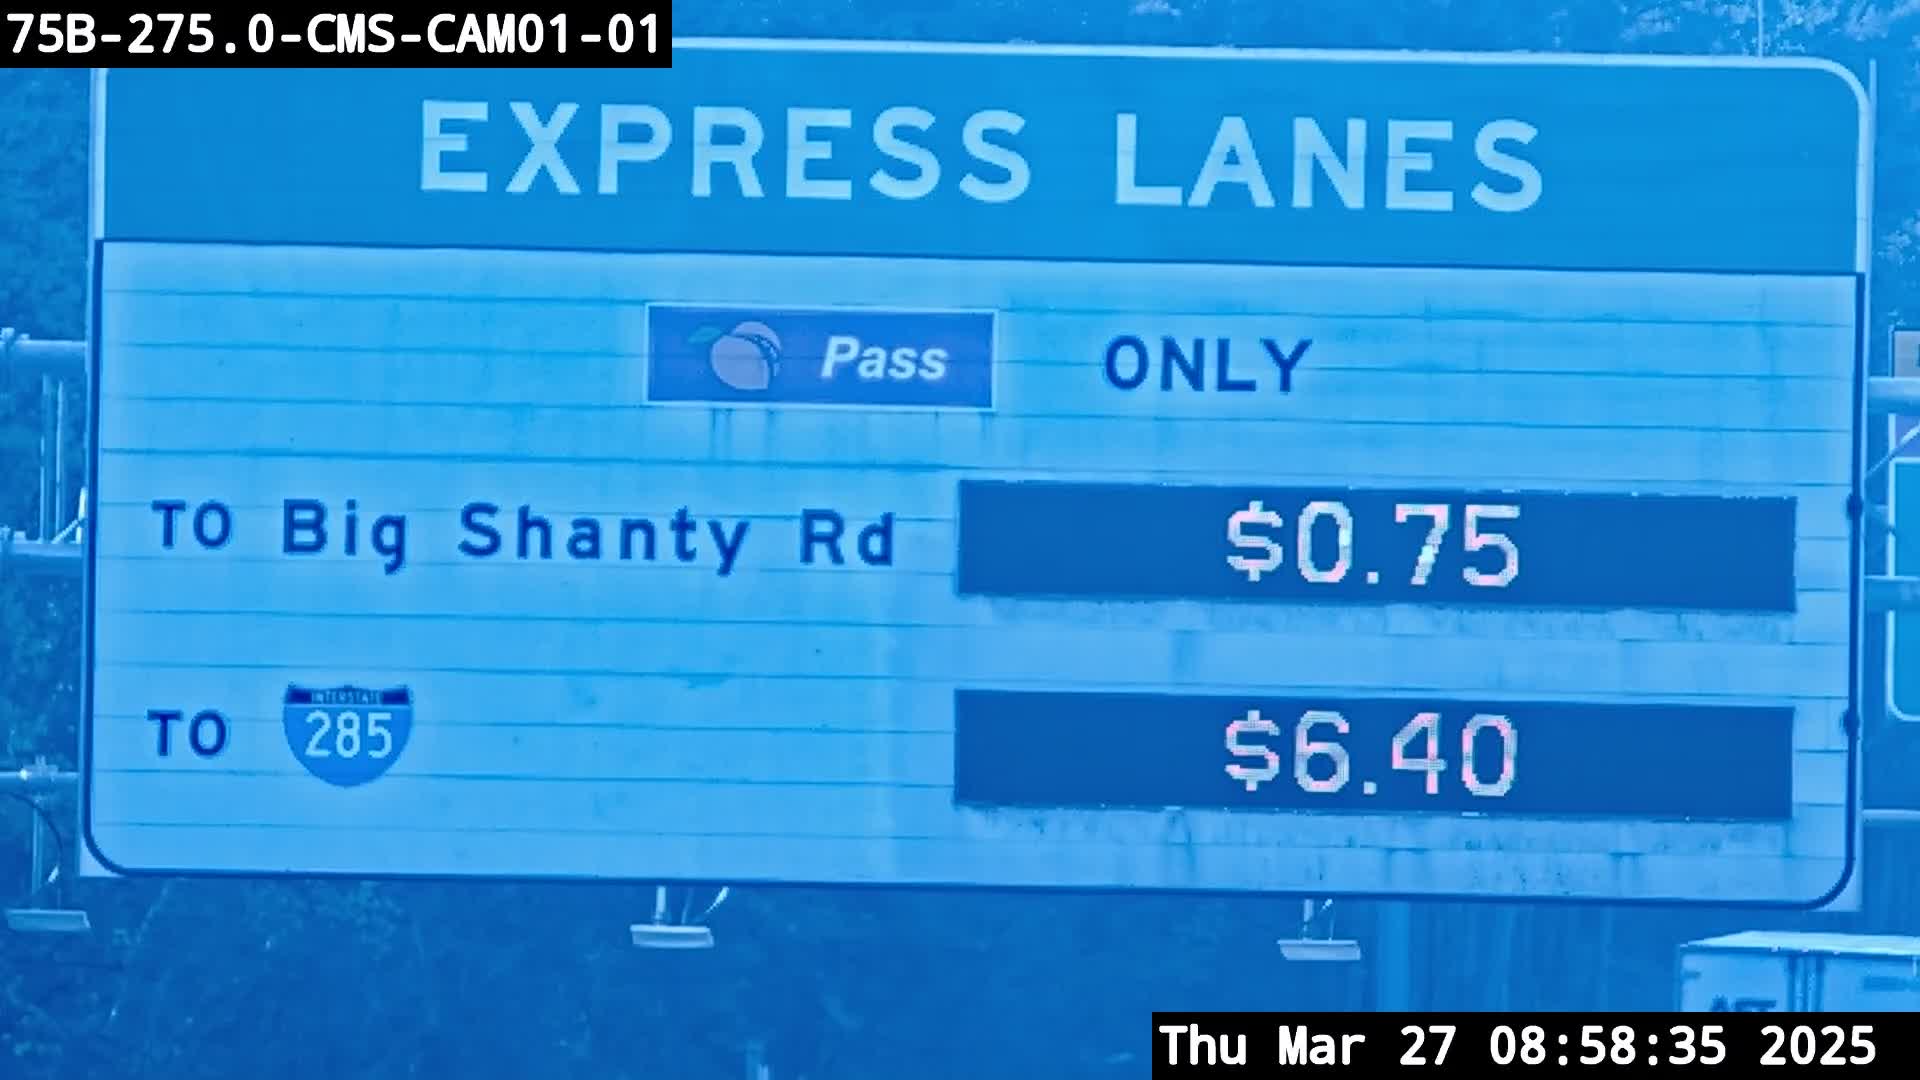 75B-275.0-CMS-CAM01-01
EXPRESS LANES
Pass ONLY
TO Big Shanty Rd $0.75
TO INTERSTATE 285 $6.40
Thu Mar 27 08:58:35 2025